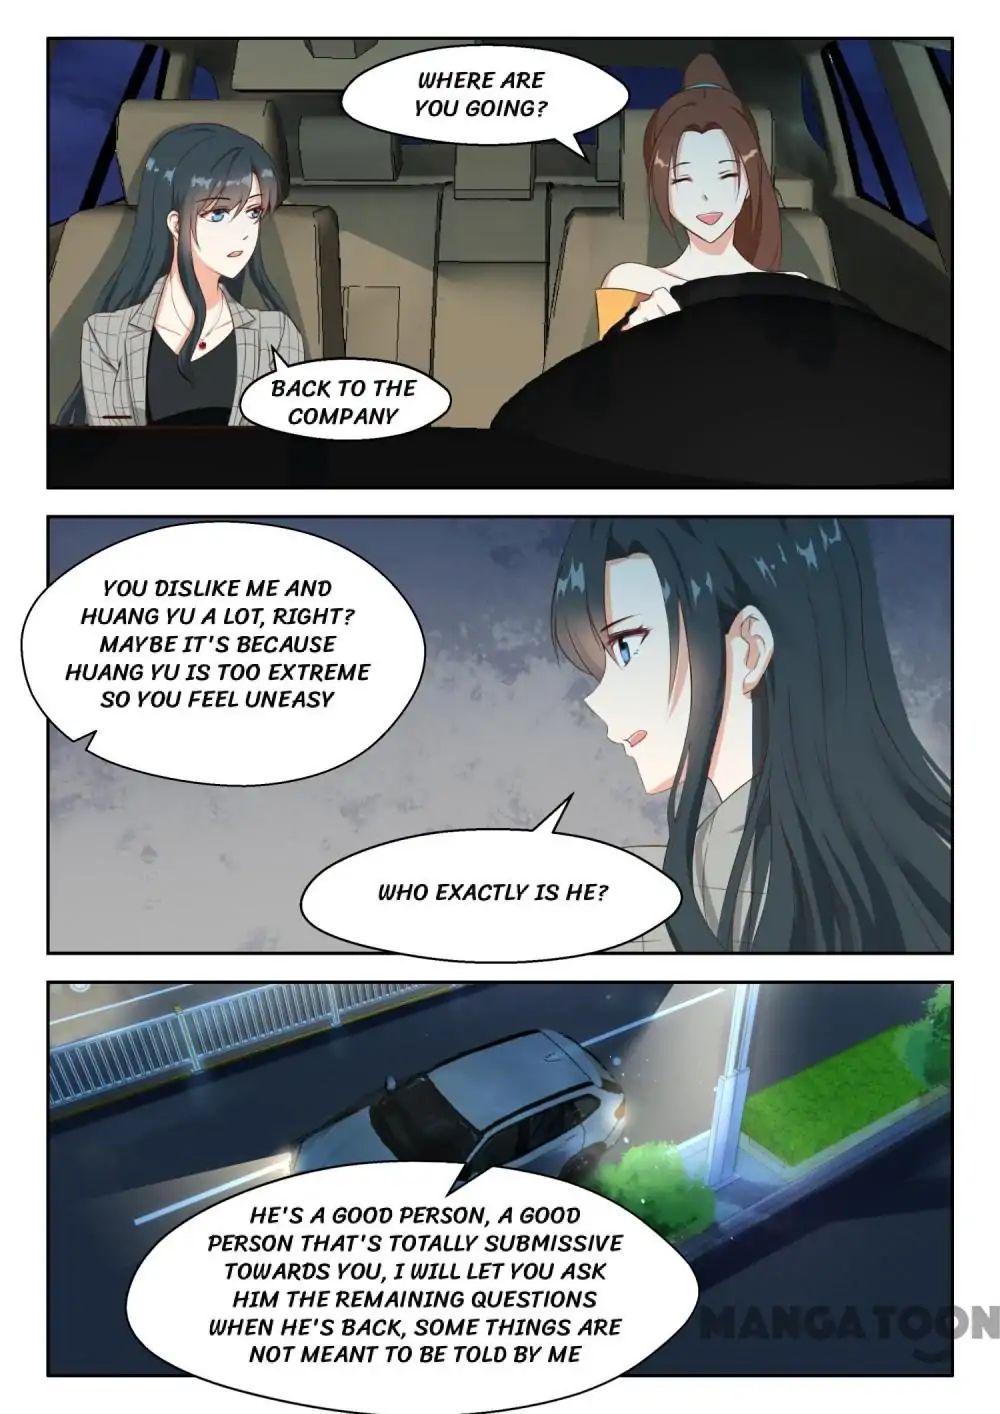 WHERE ARE
YOU GOING?
BACK TO THE
COMPANY
YOU DISLIKE ME AND
HUANG YU A LOT, RIGHT?
MAYBE IT'S BECAUSE
HUANG YU IS TOO EXTREME
SO YOU FEEL UNEASY
WHO EXACTLY IS HE?
HE'S A GOOD PERSON, A GOOD
PERSON THAT'S TOTALLY SUBMISSIVE
TOWARDS YOU, I WILL LET YOU ASK
HIM THE REMAINING QUESTIONS
WHEN HE'S BACK, SOME THINGS ARE
NOT MEANT TO BE TOLD BY ME
MANGATOON